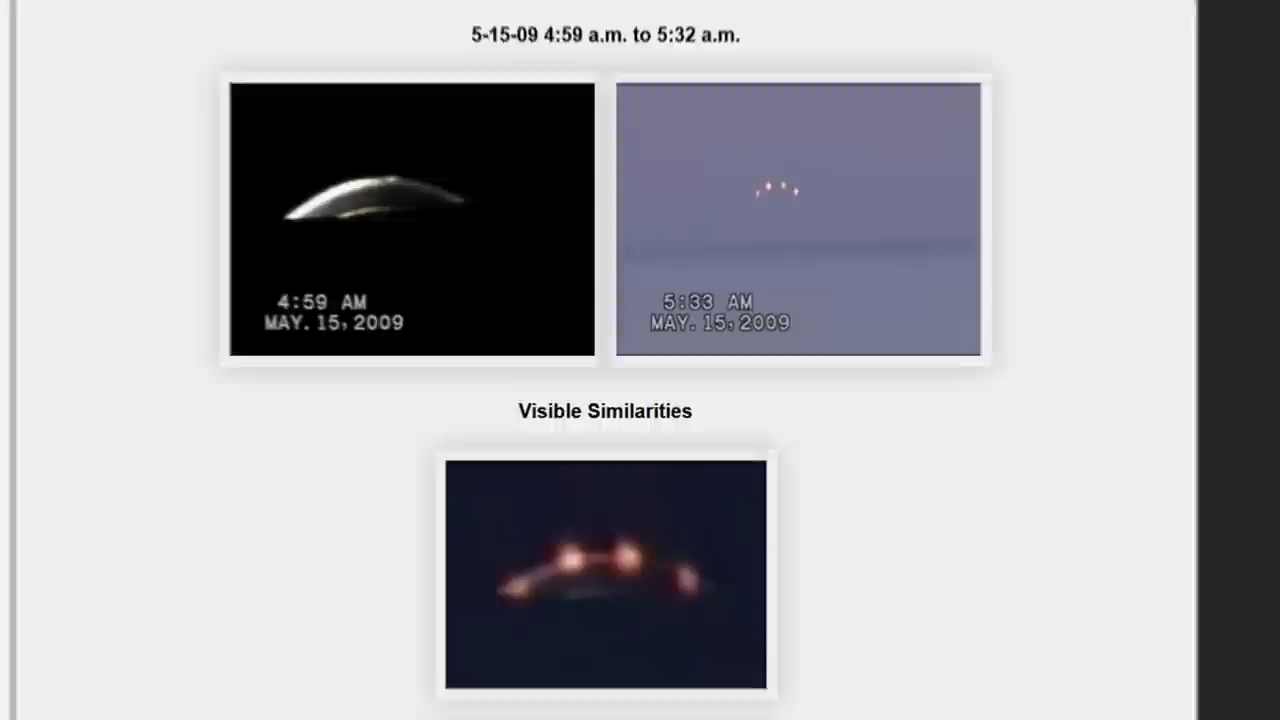 5-15-09 4:59 a.m. to 5:32 a.m.
4:59 AM
MAY. 15, 2009
5:33 AM
MAY. 15, 2009
Visible Similarities